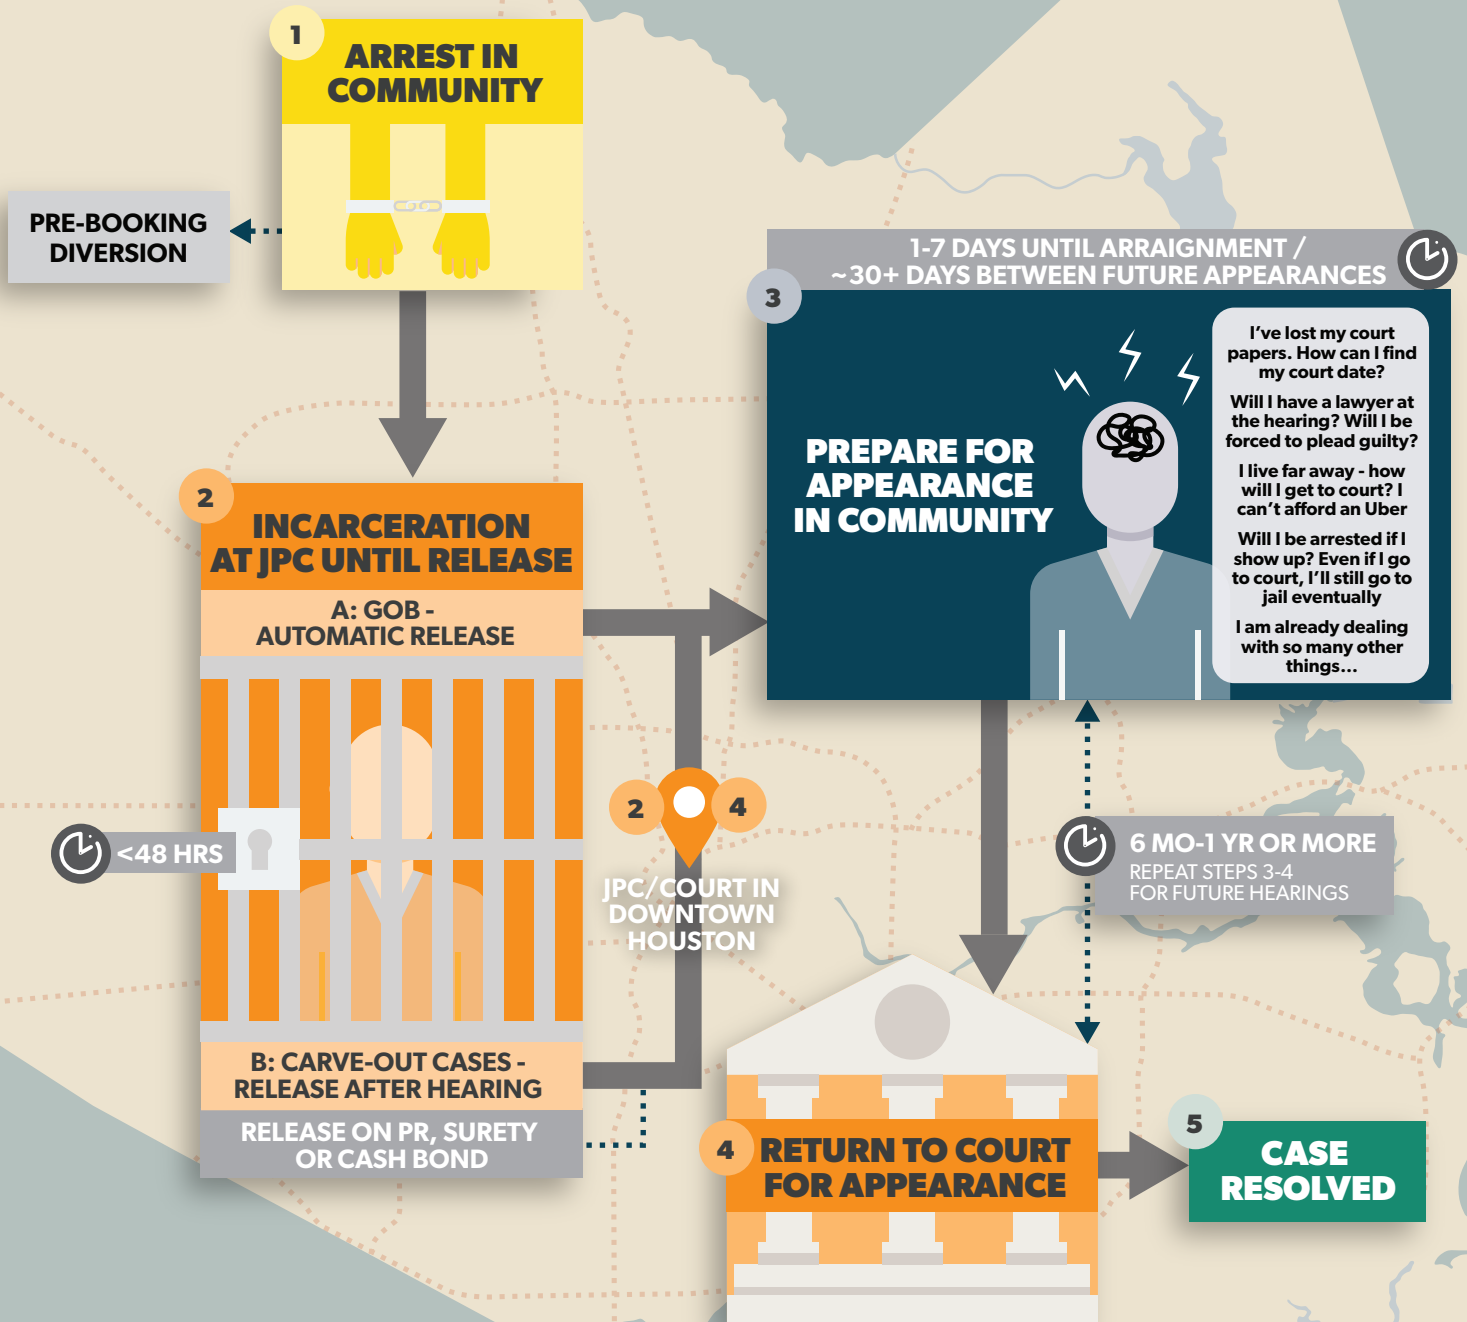 1
ARREST IN
COMMUNITY
PRE-BOOKING
DIVERSION
2
INCARCERATION
AT JPC UNTIL RELEASE
A: GOB -
AUTOMATIC RELEASE
<48 HRS
B: CARVE-OUT CASES -
RELEASE AFTER HEARING
RELEASE ON PR, SURETY
OR CASH BOND
2
4
JPC/COURT IN
DOWNTOWN
HOUSTON
1-7 DAYS UNTIL ARRAIGNMENT /
~30+ DAYS BETWEEN FUTURE APPEARANCES
3
PREPARE FOR
APPEARANCE
IN COMMUNITY
I've lost my court
papers. How can I find
my court date?
Will I have a lawyer at
the hearing? Will I be
forced to plead guilty?
I live far away - how
will I get to court? I
can't afford an Uber
Will I be arrested if I
show up? Even if I go
to court, I'll still go to
jail eventually
I am already dealing
with so many other
things...
6 MO-1 YR OR MORE
REPEAT STEPS 3-4
FOR FUTURE HEARINGS
4
RETURN TO COURT
FOR APPEARANCE
5
CASE
RESOLVED